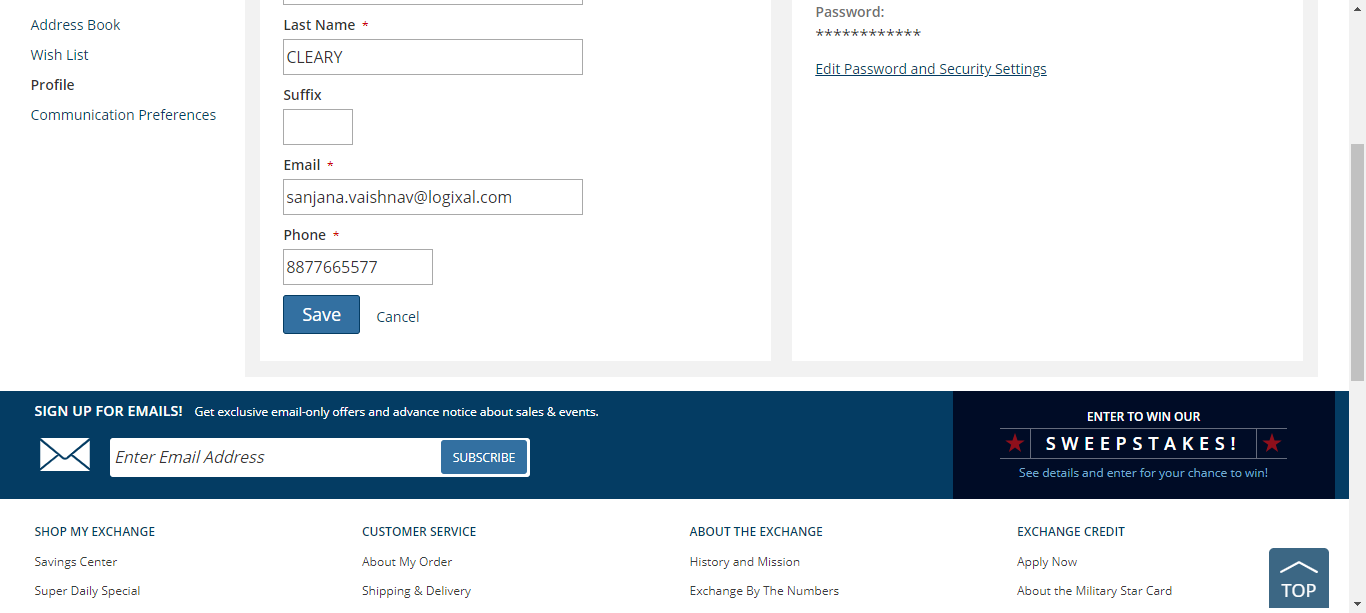 Address Book
Wish List
Profile
Communication Preferences
Last Name *
CLEARY
Suffix
Email *
sanjana.vaishnav@logixal.com
Phone *
8877665577
Save Cancel
Password:
************
Edit Password and Security Settings
SIGN UP FOR EMAILS! Get exclusive email-only offers and advance notice about sales & events.
Enter Email Address SUBSCRIBE
ENTER TO WIN OUR
SWEEPSTAKES!
See details and enter for your chance to win!
SHOP MY EXCHANGE
Savings Center
Super Daily Special
CUSTOMER SERVICE
About My Order
Shipping & Delivery
ABOUT THE EXCHANGE
History and Mission
Exchange By The Numbers
EXCHANGE CREDIT
Apply Now
About the Military Star Card
TOP